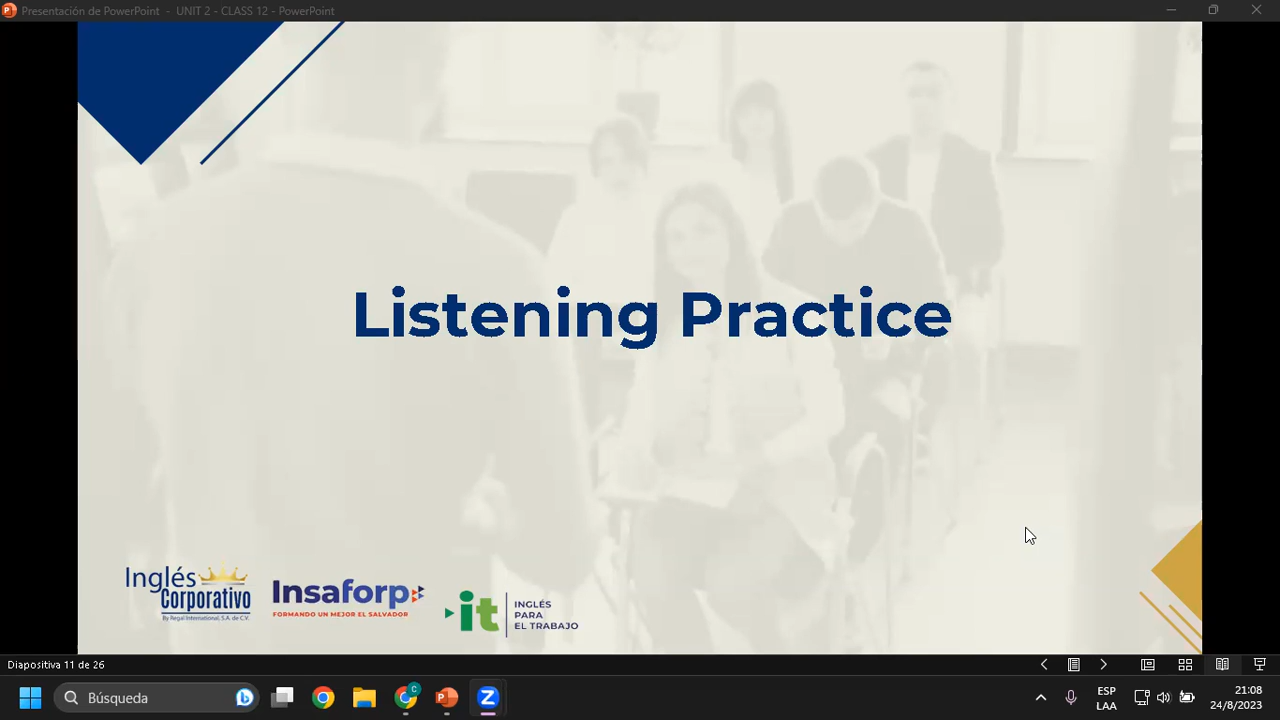 Presentación de PowerPoint - UNIT 2 - CLASS 12 - PowerPoint
Listening Practice
Inglés
Corporativo
By Regal International, S.A. de C.V.
Insaforp
FORMANDO UN MEJOR EL SALVADOR
it
INGLÉS
PARA
EL TRABAJO
Diapositiva 11 de 26
Búsqueda
C
ESP
LAA
21:08
24/8/2023